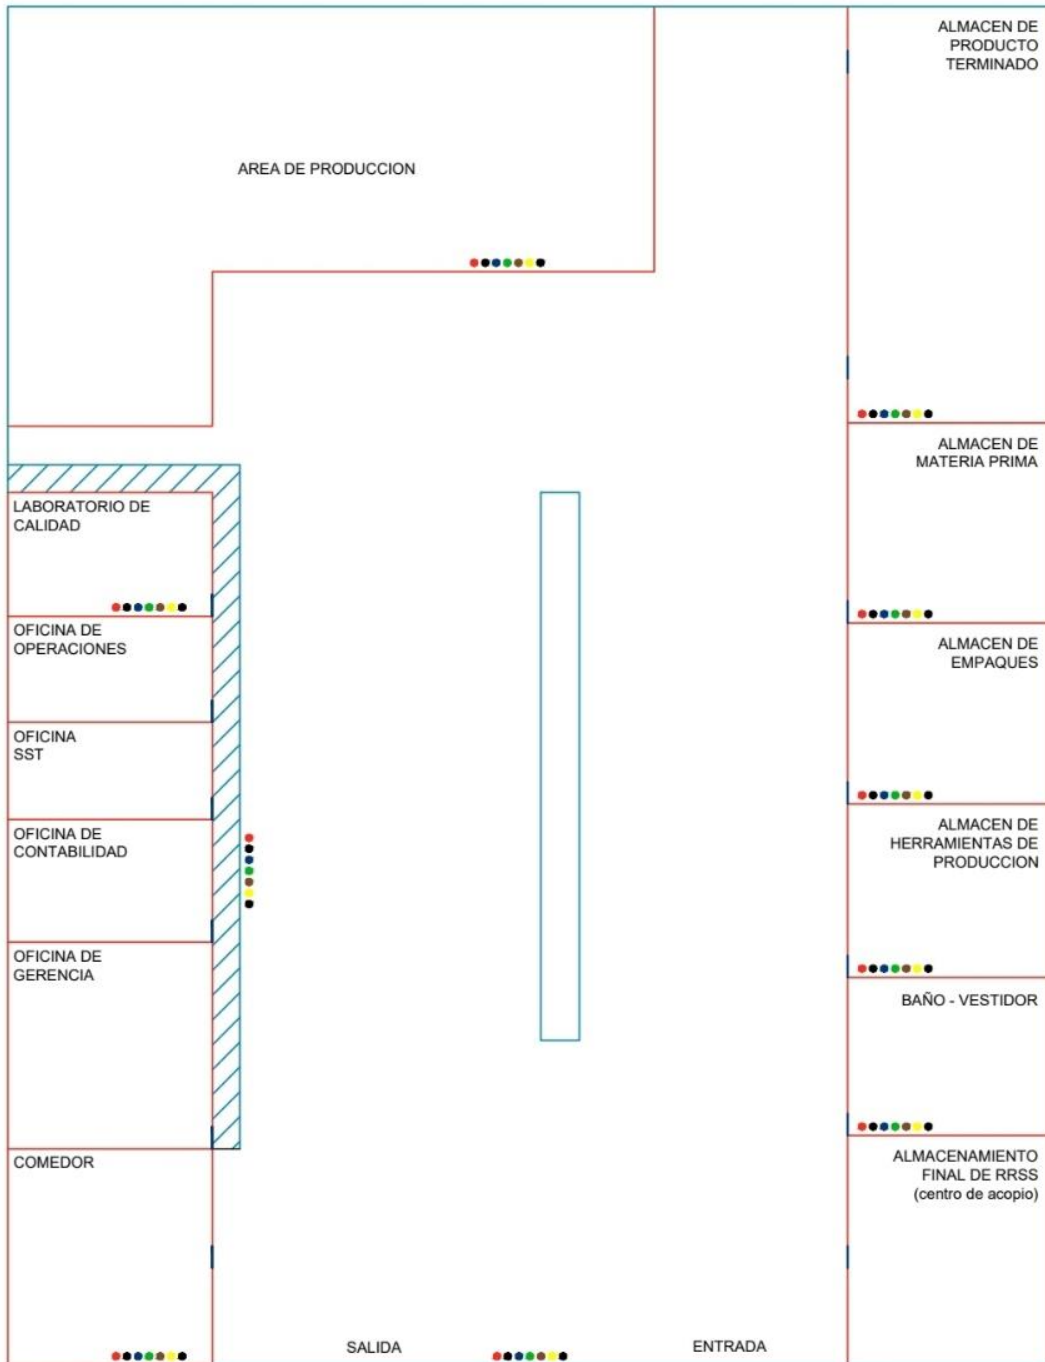 ALMACEN DE
PRODUCTO
TERMINADO
AREA DE PRODUCCION
ALMACEN DE
MATERIA PRIMA
LABORATORIO DE
CALIDAD
OFICINA DE
OPERACIONES
ALMACEN DE
EMPAQUES
OFICINA
SST
OFICINA DE
CONTABILIDAD
ALMACEN DE
HERRAMIENTAS DE
PRODUCCION
OFICINA DE
GERENCIA
BAÑO - VESTIDOR
COMEDOR
ALMACENAMIENTO
FINAL DE RRSS
(centro de acopio)
SALIDA
ENTRADA